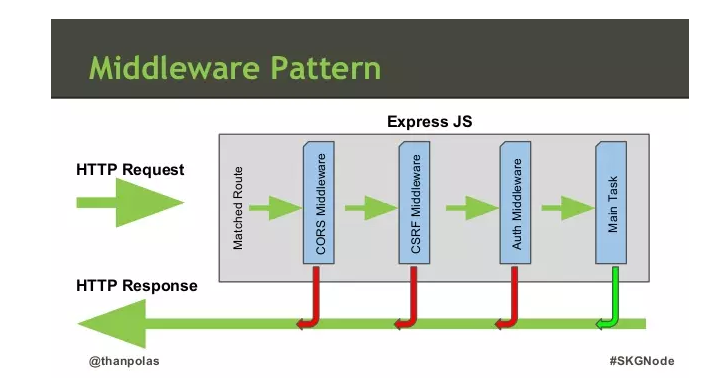 Middleware Pattern
Express JS
HTTP Request
Matched Route
CORS Middleware
CSRF Middleware
Auth Middleware
Main Task
HTTP Response
@thanpolas
#SKGNode